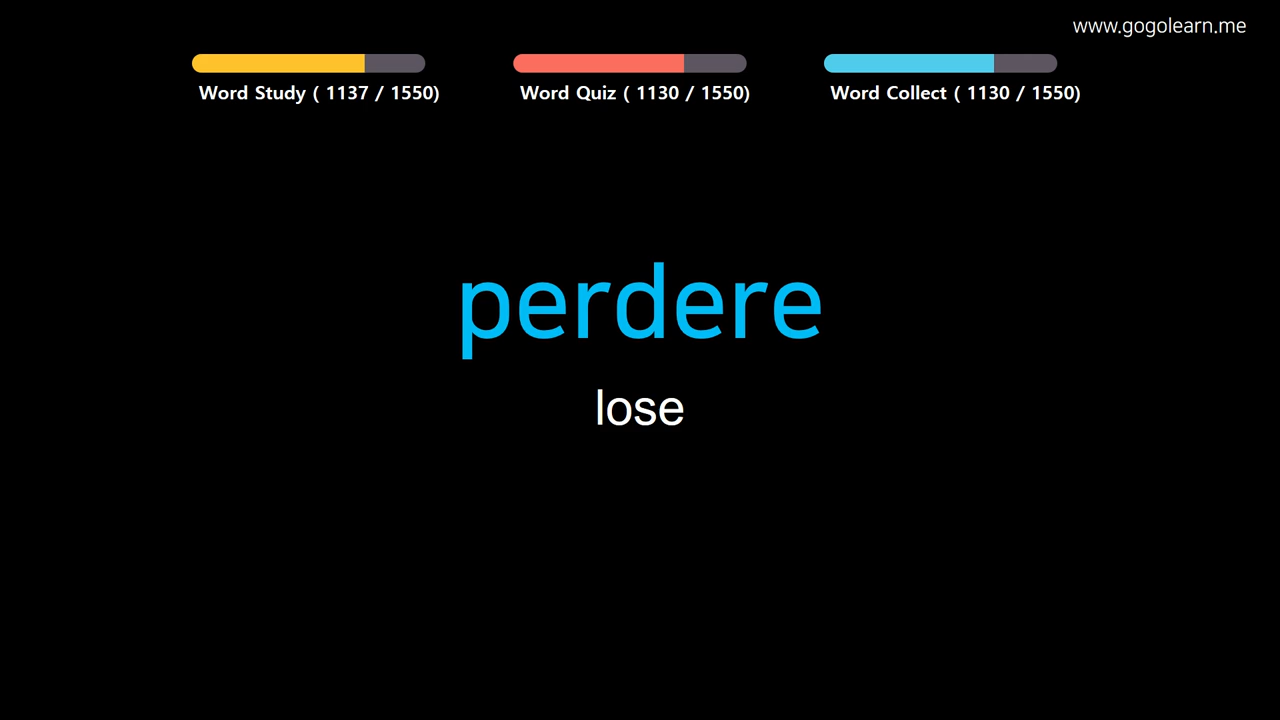 www.gogolearn.me
Word Study ( 1137 / 1550)
Word Quiz ( 1130 / 1550)
Word Collect ( 1130 / 1550)
perdere
lose